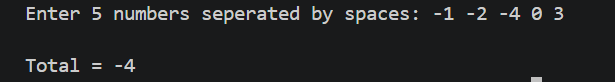 Enter 5 numbers seperated by spaces: -1 -2 -4 0 3
Total = -4